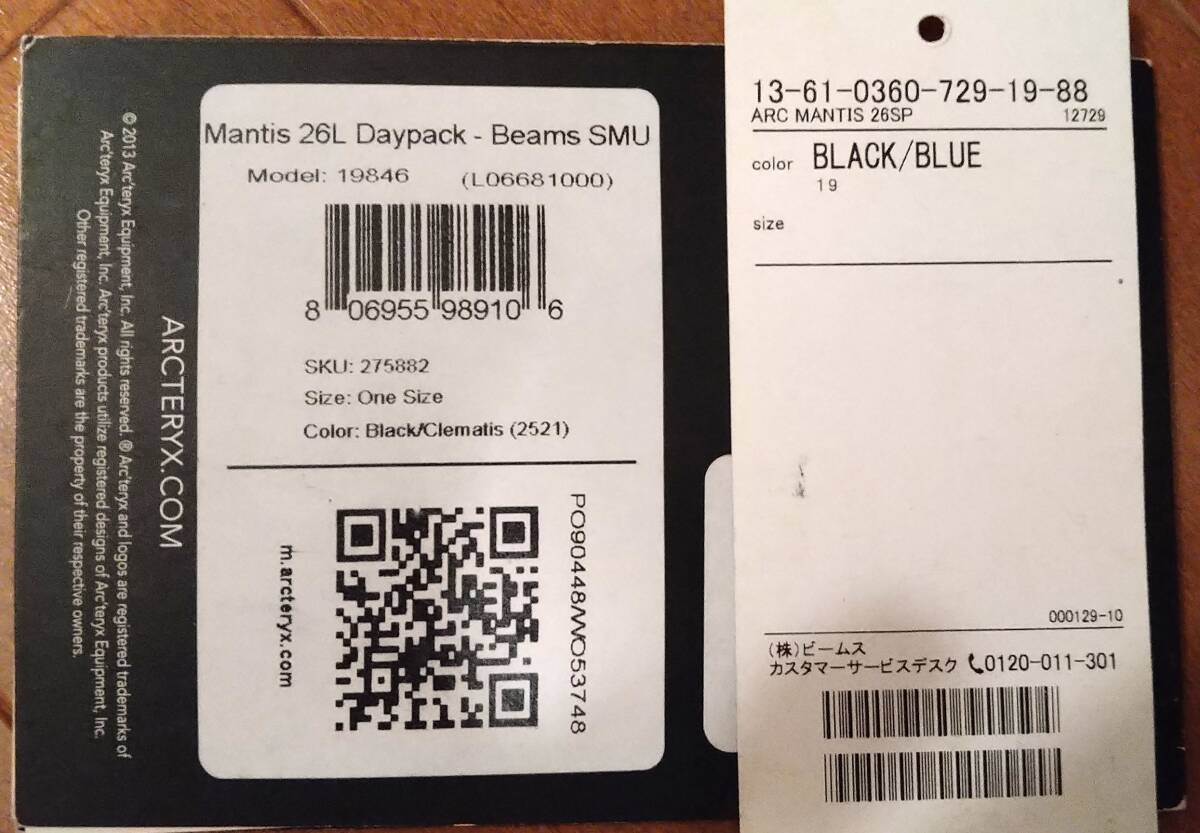 © 2013 Arc'teryx Equipment, Inc. All rights reserved. ® Arc'teryx and logos are registered trademarks of
Arc'teryx Equipment, Inc. Arc'teryx products utilize registered designs of Arc'teryx Equipment, Inc.
Other registered trademarks are the property of their respective owners.
ARCTERYX.COM
Mantis 26L Daypack - Beams SMU
Model: 19846 (L06681000)
8 06955 98910 6
SKU: 275882
Size: One Size
Color: Black/Clematis (2521)
m.arcteryx.com
PO90448/WO53748
13-61-0360-729-19-88
ARC MANTIS 26SP 12729
color BLACK/BLUE
19
size
000129-10
(株)ビームス
カスタマーサービスデスク 0120-011-301